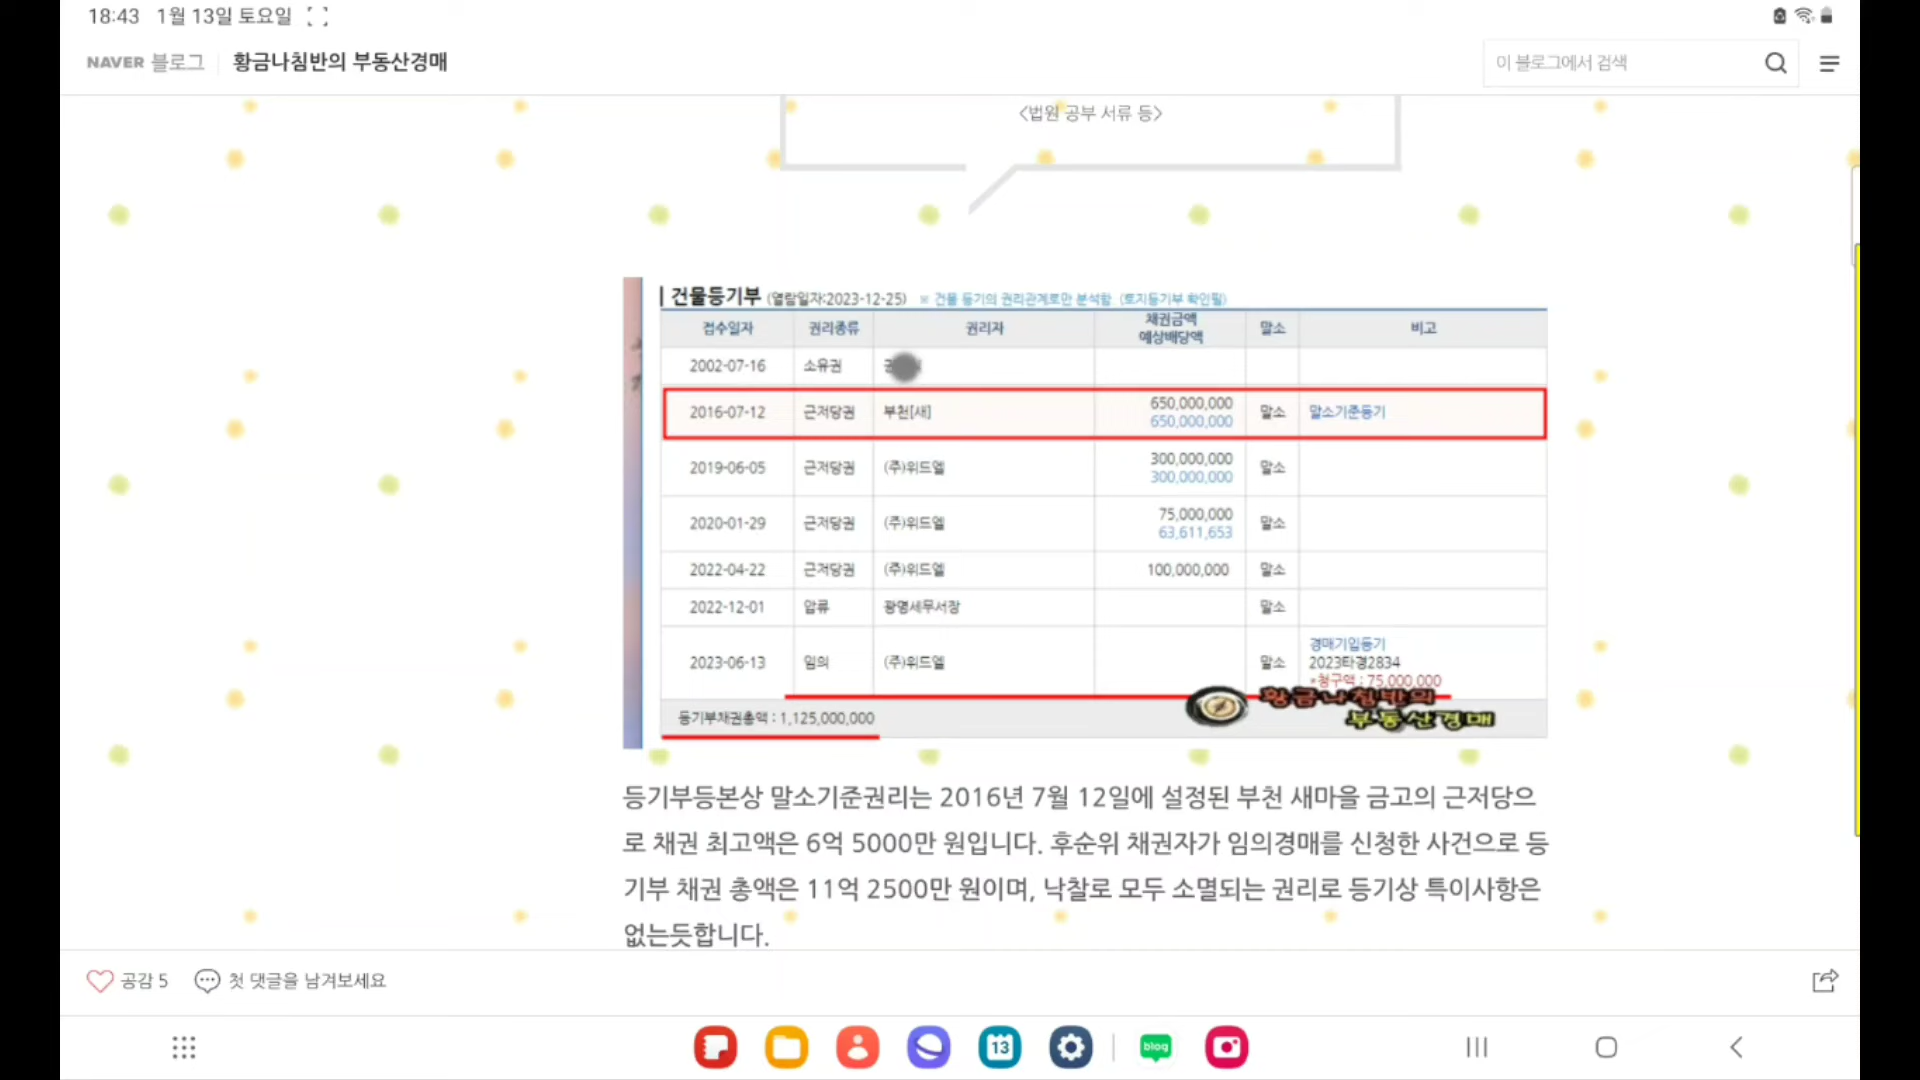 18:43 1월 13일 토요일
NAVER 블로그 황금나침반의 부동산경매
이 블로그에서 검색
<법원 공부 서류 등>
건물등기부 (열람일자:2023-12-25) ※ 건물 등기의 권리관계로만 분석함 (토지등기부 확인필)
접수일자 권리종류 권리자 채권금액 예상배당액 말소 비고
2002-07-16 소유권
2016-07-12 근저당권 부천[새] 650,000,000 650,000,000 말소 말소기준등기
2019-06-05 근저당권 (주)위드엘 300,000,000 300,000,000 말소
2020-01-29 근저당권 (주)위드엘 75,000,000 63,611,653 말소
2022-04-22 근저당권 (주)위드엘 100,000,000 말소
2022-12-01 압류 광명세무서장 말소
2023-06-13 임의 (주)위드엘 말소 경매기입등기 2023타경2834 *청구액 : 75,000,000
등기부채권총액 : 1,125,000,000
황금나침반의
부동산경매
등기부등본상 말소기준권리는 2016년 7월 12일에 설정된 부천 새마을 금고의 근저당으
로 채권 최고액은 6억 5000만 원입니다. 후순위 채권자가 임의경매를 신청한 사건으로 등
기부 채권 총액은 11억 2500만 원이며, 낙찰로 모두 소멸되는 권리로 등기상 특이사항은
없는듯합니다.
공감 5 첫 댓글을 남겨보세요
13 blog